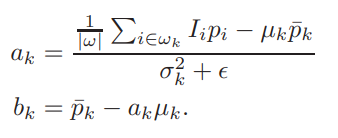 a_k = \frac{\frac{1}{|\omega|} \sum_{i \in \omega_k} I_i p_i - \mu_k \bar{p}_k}{\sigma_k^2 + \epsilon}
b_k = \bar{p}_k - a_k \mu_k.